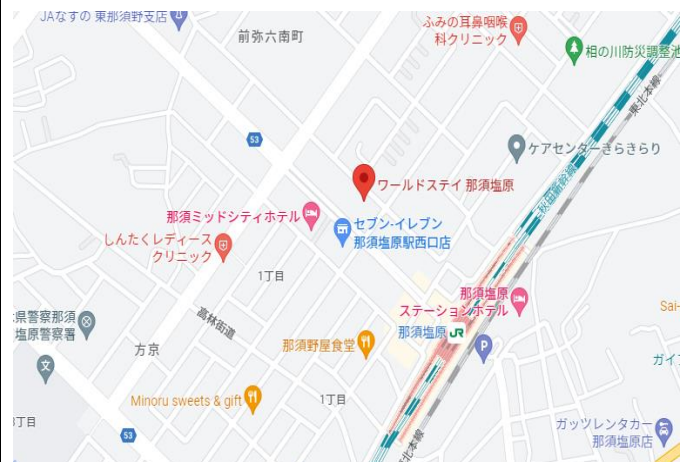 JAなすの 東那須野支店
前弥六南町
ふみの耳鼻咽喉
科クリニック
相の川防災調整池
東北本線
53
ケアセンターきらきらり
ワールドステイ 那須塩原
秋田新幹線
那須ミッドシティホテル
セブン-イレブン
那須塩原駅西口店
しんたくレディース
クリニック
1丁目
那須塩原
ステーションホテル
Sai-
高林街道
県警察那須
塩原警察署
那須塩原
JR
那須野屋食堂
P
方京
ガイ
文
Minoru sweets & gift
1丁目
丁目
53
ガッツレンタカー
那須塩原店
北本線